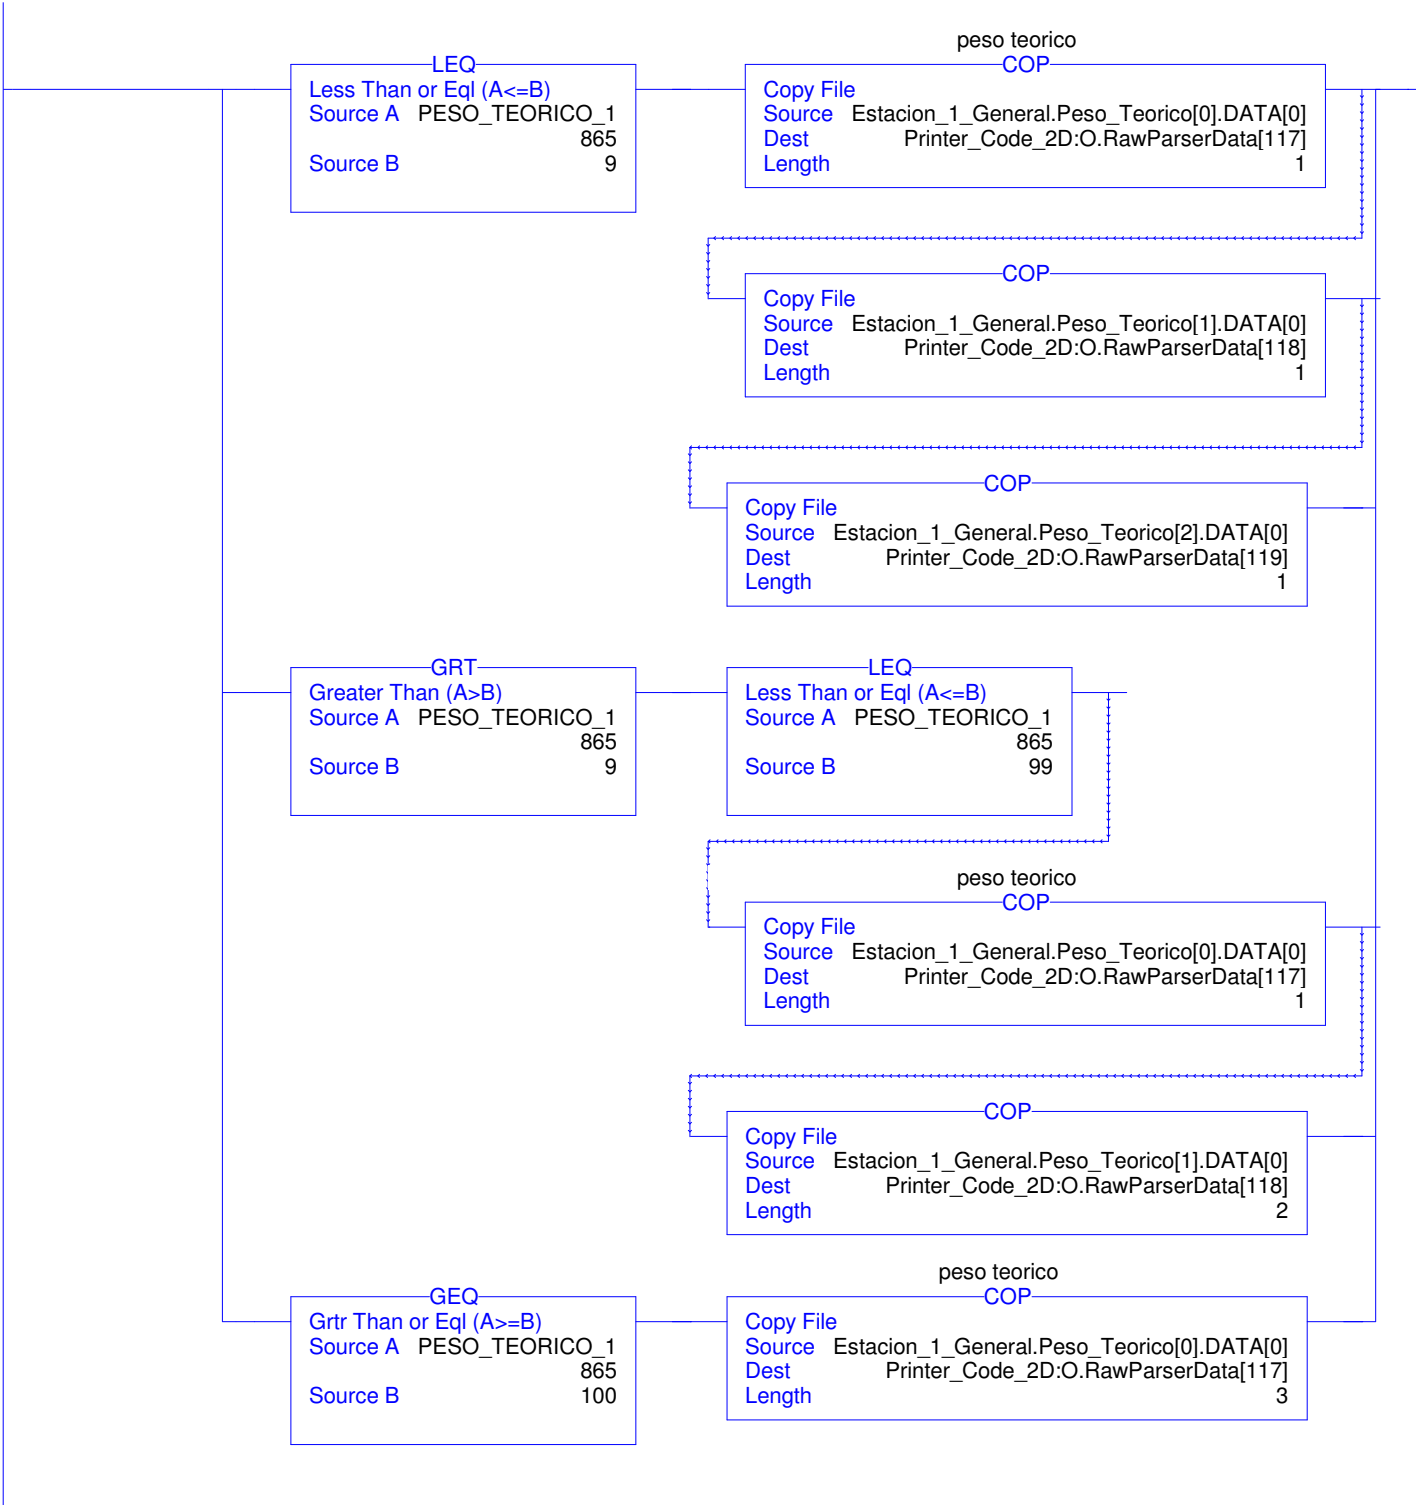 peso teorico
LEQ
Less Than or Eql (A<=B)
Source A PESO_TEORICO_1
865
Source B 9
COP
Copy File
Source Estacion_1_General.Peso_Teorico[0].DATA[0]
Dest Printer_Code_2D:O.RawParserData[117]
Length 1
COP
Copy File
Source Estacion_1_General.Peso_Teorico[1].DATA[0]
Dest Printer_Code_2D:O.RawParserData[118]
Length 1
COP
Copy File
Source Estacion_1_General.Peso_Teorico[2].DATA[0]
Dest Printer_Code_2D:O.RawParserData[119]
Length 1
GRT
Greater Than (A>B)
Source A PESO_TEORICO_1
865
Source B 9
LEQ
Less Than or Eql (A<=B)
Source A PESO_TEORICO_1
865
Source B 99
peso teorico
COP
Copy File
Source Estacion_1_General.Peso_Teorico[0].DATA[0]
Dest Printer_Code_2D:O.RawParserData[117]
Length 1
COP
Copy File
Source Estacion_1_General.Peso_Teorico[1].DATA[0]
Dest Printer_Code_2D:O.RawParserData[118]
Length 2
GEQ
Grtr Than or Eql (A>=B)
Source A PESO_TEORICO_1
865
Source B 100
peso teorico
COP
Copy File
Source Estacion_1_General.Peso_Teorico[0].DATA[0]
Dest Printer_Code_2D:O.RawParserData[117]
Length 3